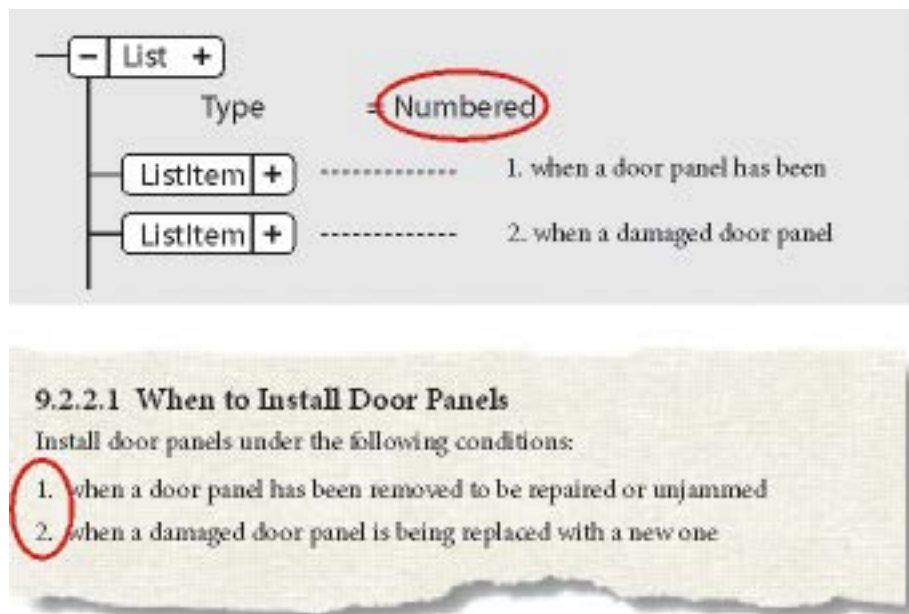 − List +
Type = Numbered
ListItem + 1. when a door panel has been
ListItem + 2. when a damaged door panel
9.2.2.1 When to Install Door Panels
Install door panels under the following conditions:
1. when a door panel has been removed to be repaired or unjammed
2. when a damaged door panel is being replaced with a new one